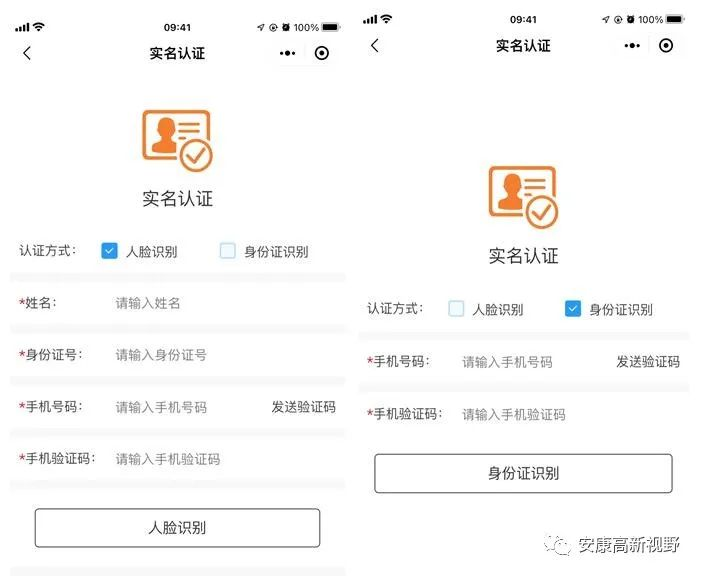 09:41
100%
实名认证
实名认证
认证方式：
人脸识别
身份证识别
*姓名：
请输入姓名
*身份证号：
请输入身份证号
*手机号码：
请输入手机号码
发送验证码
*手机验证码：
请输入手机验证码
人脸识别
09:41
100%
实名认证
实名认证
认证方式：
人脸识别
身份证识别
*手机号码：
请输入手机号码
发送验证码
*手机验证码：
请输入手机验证码
身份证识别
安康高新视野